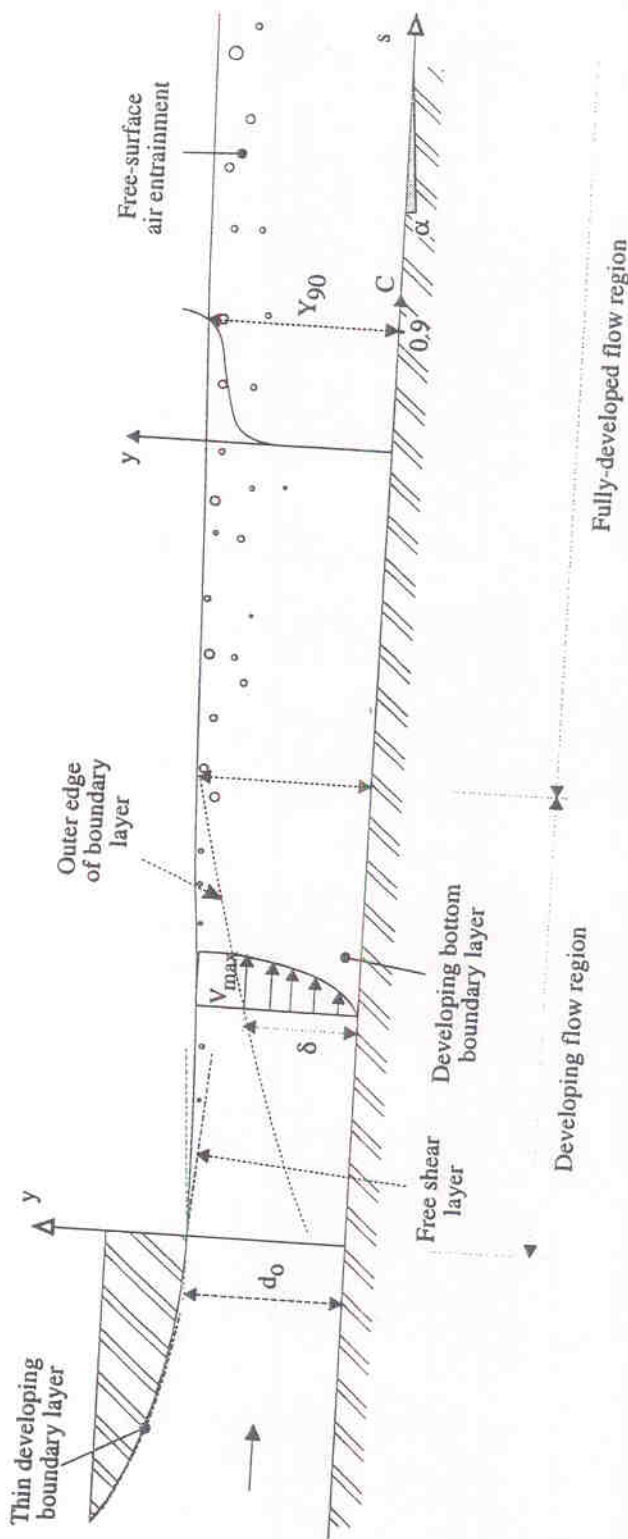 Thin developing
boundary layer
y
d₀
Free shear
layer
V_max
δ
Outer edge
of boundary
layer
Developing bottom
boundary layer
Developing flow region
y
Y₉₀
C
0.9
Free-surface
air entrainment
α
s
Fully-developed flow region